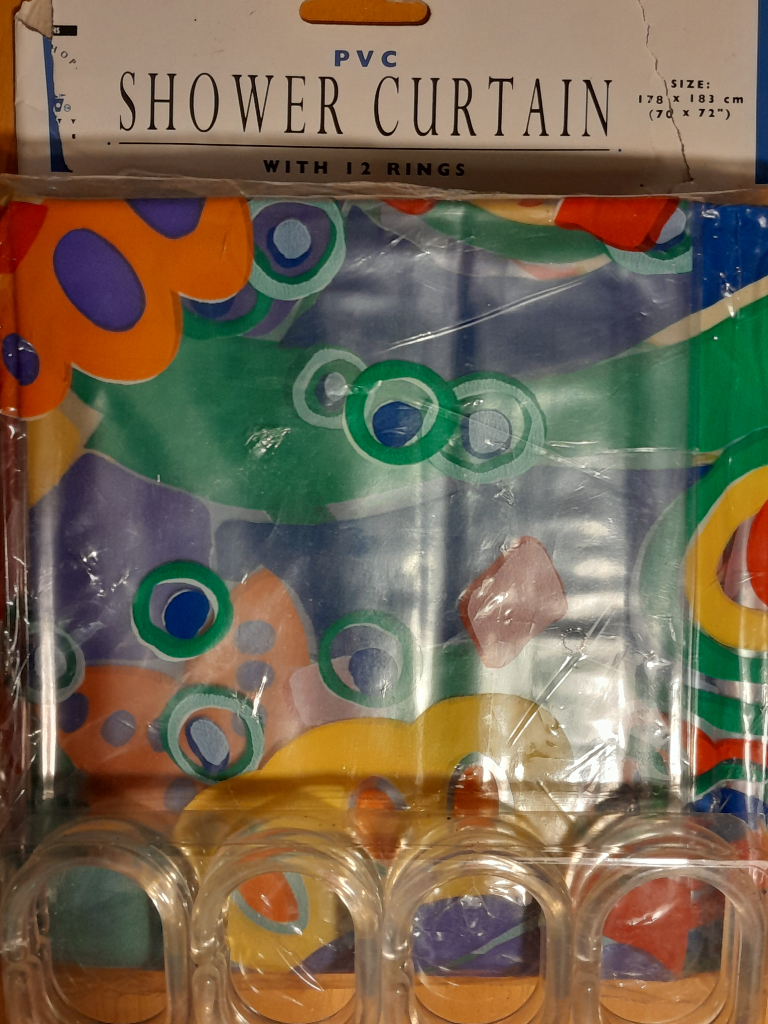 PVC
SHOWER CURTAIN
WITH 12 RINGS
SIZE:
178 x 183 cm
(70 x 72")